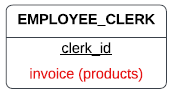 EMPLOYEE_CLERK
clerk_id
invoice (products)